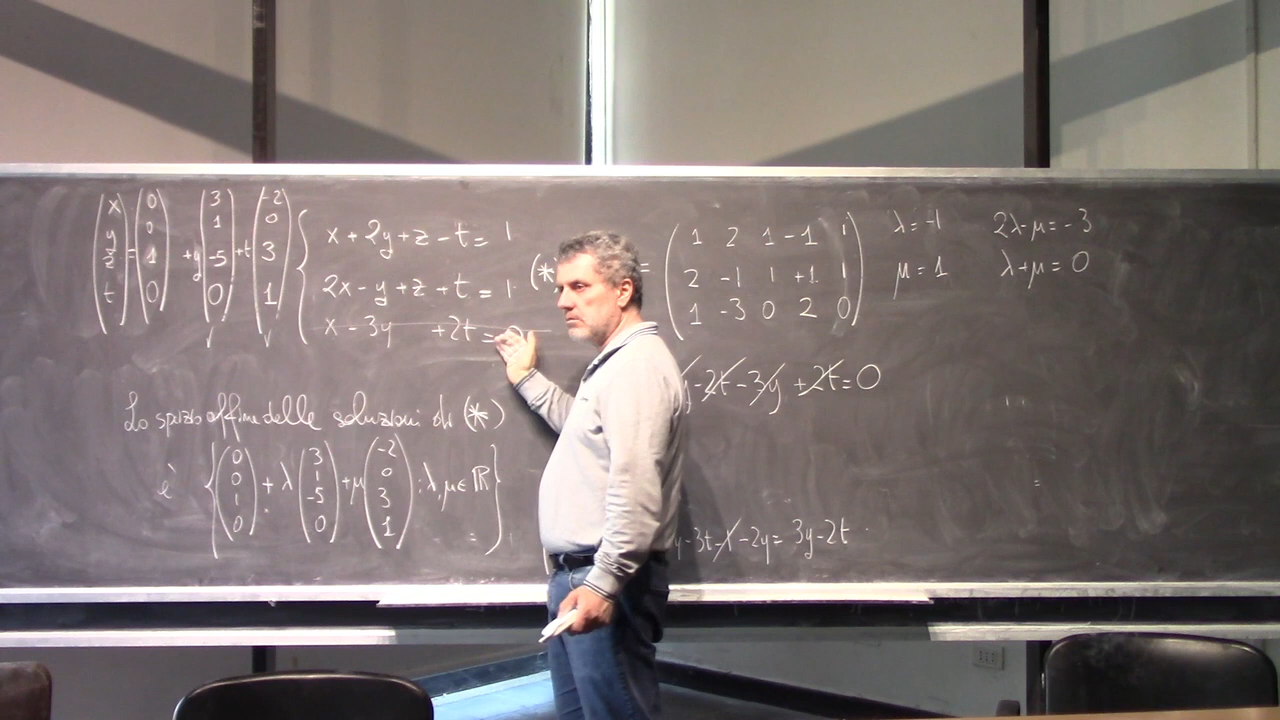 (x y z t) = (0 0 1 0) + y (3 1 -5 0) + t (-2 0 3 1)
x + 2y + z - t = 1
2x - y + z + t = 1
x - 3y + 2t =
(*
= (1 2 1 -1 1
2 -1 1 +1 1
1 -3 0 2 0)
λ = -1 2λ - μ = -3
μ = 1 λ + μ = 0
y - 2t - 3y + 2t = 0
Lo spazio affine delle soluzioni di (*)
è {(0 0 1 0) + λ (3 1 -5 0) + μ (-2 0 3 1) : λ, μ ∈ ℝ}
y - 3t - 1 - 2y = 3y - 2t